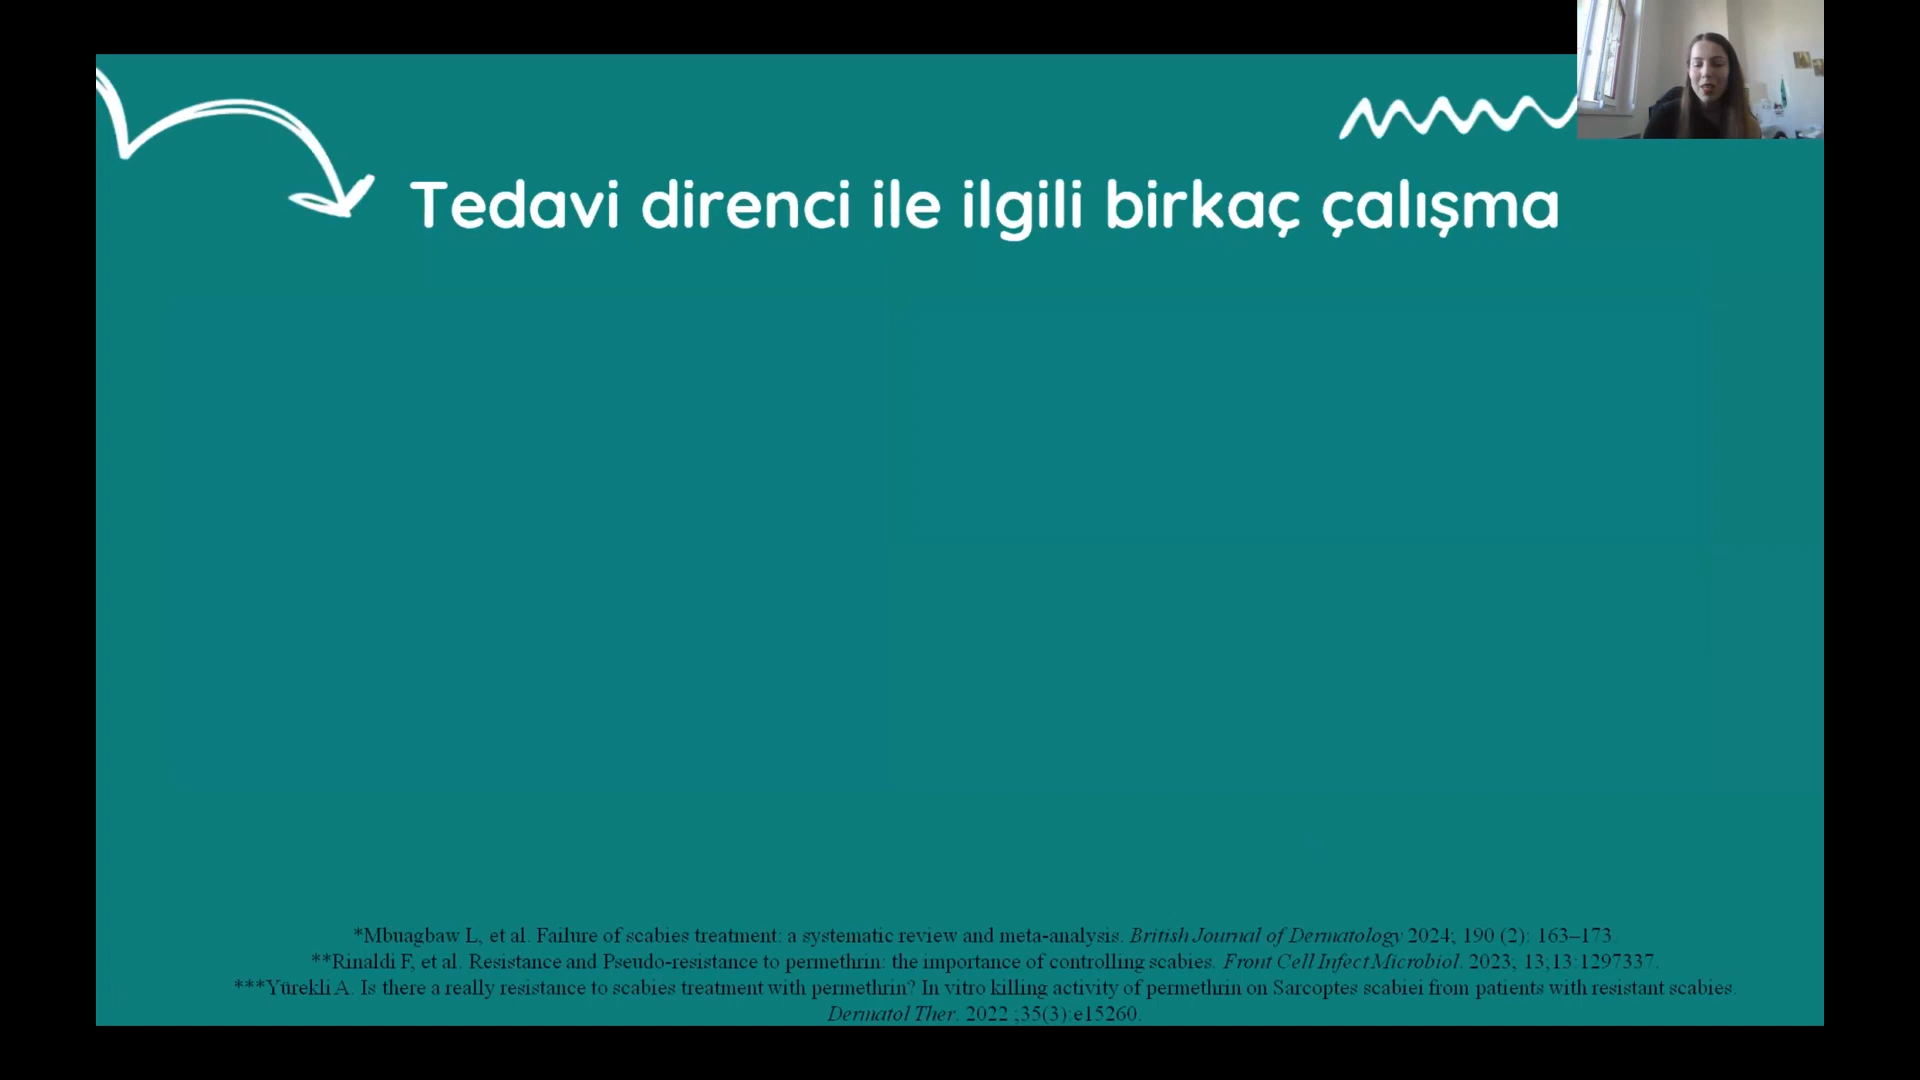 Tedavi direnci ile ilgili birkaç çalışma
*Mbuagbaw L, et al. Failure of scabies treatment: a systematic review and meta-analysis. British Journal of Dermatology 2024; 190 (2): 163–173.
**Rinaldi F, et al. Resistance and Pseudo-resistance to permethrin: the importance of controlling scabies. Front Cell Infect Microbiol. 2023; 13;13:1297337.
***Yürekli A. Is there a really resistance to scabies treatment with permethrin? In vitro killing activity of permethrin on Sarcoptes scabiei from patients with resistant scabies.
Dermatol Ther. 2022 ;35(3):e15260.